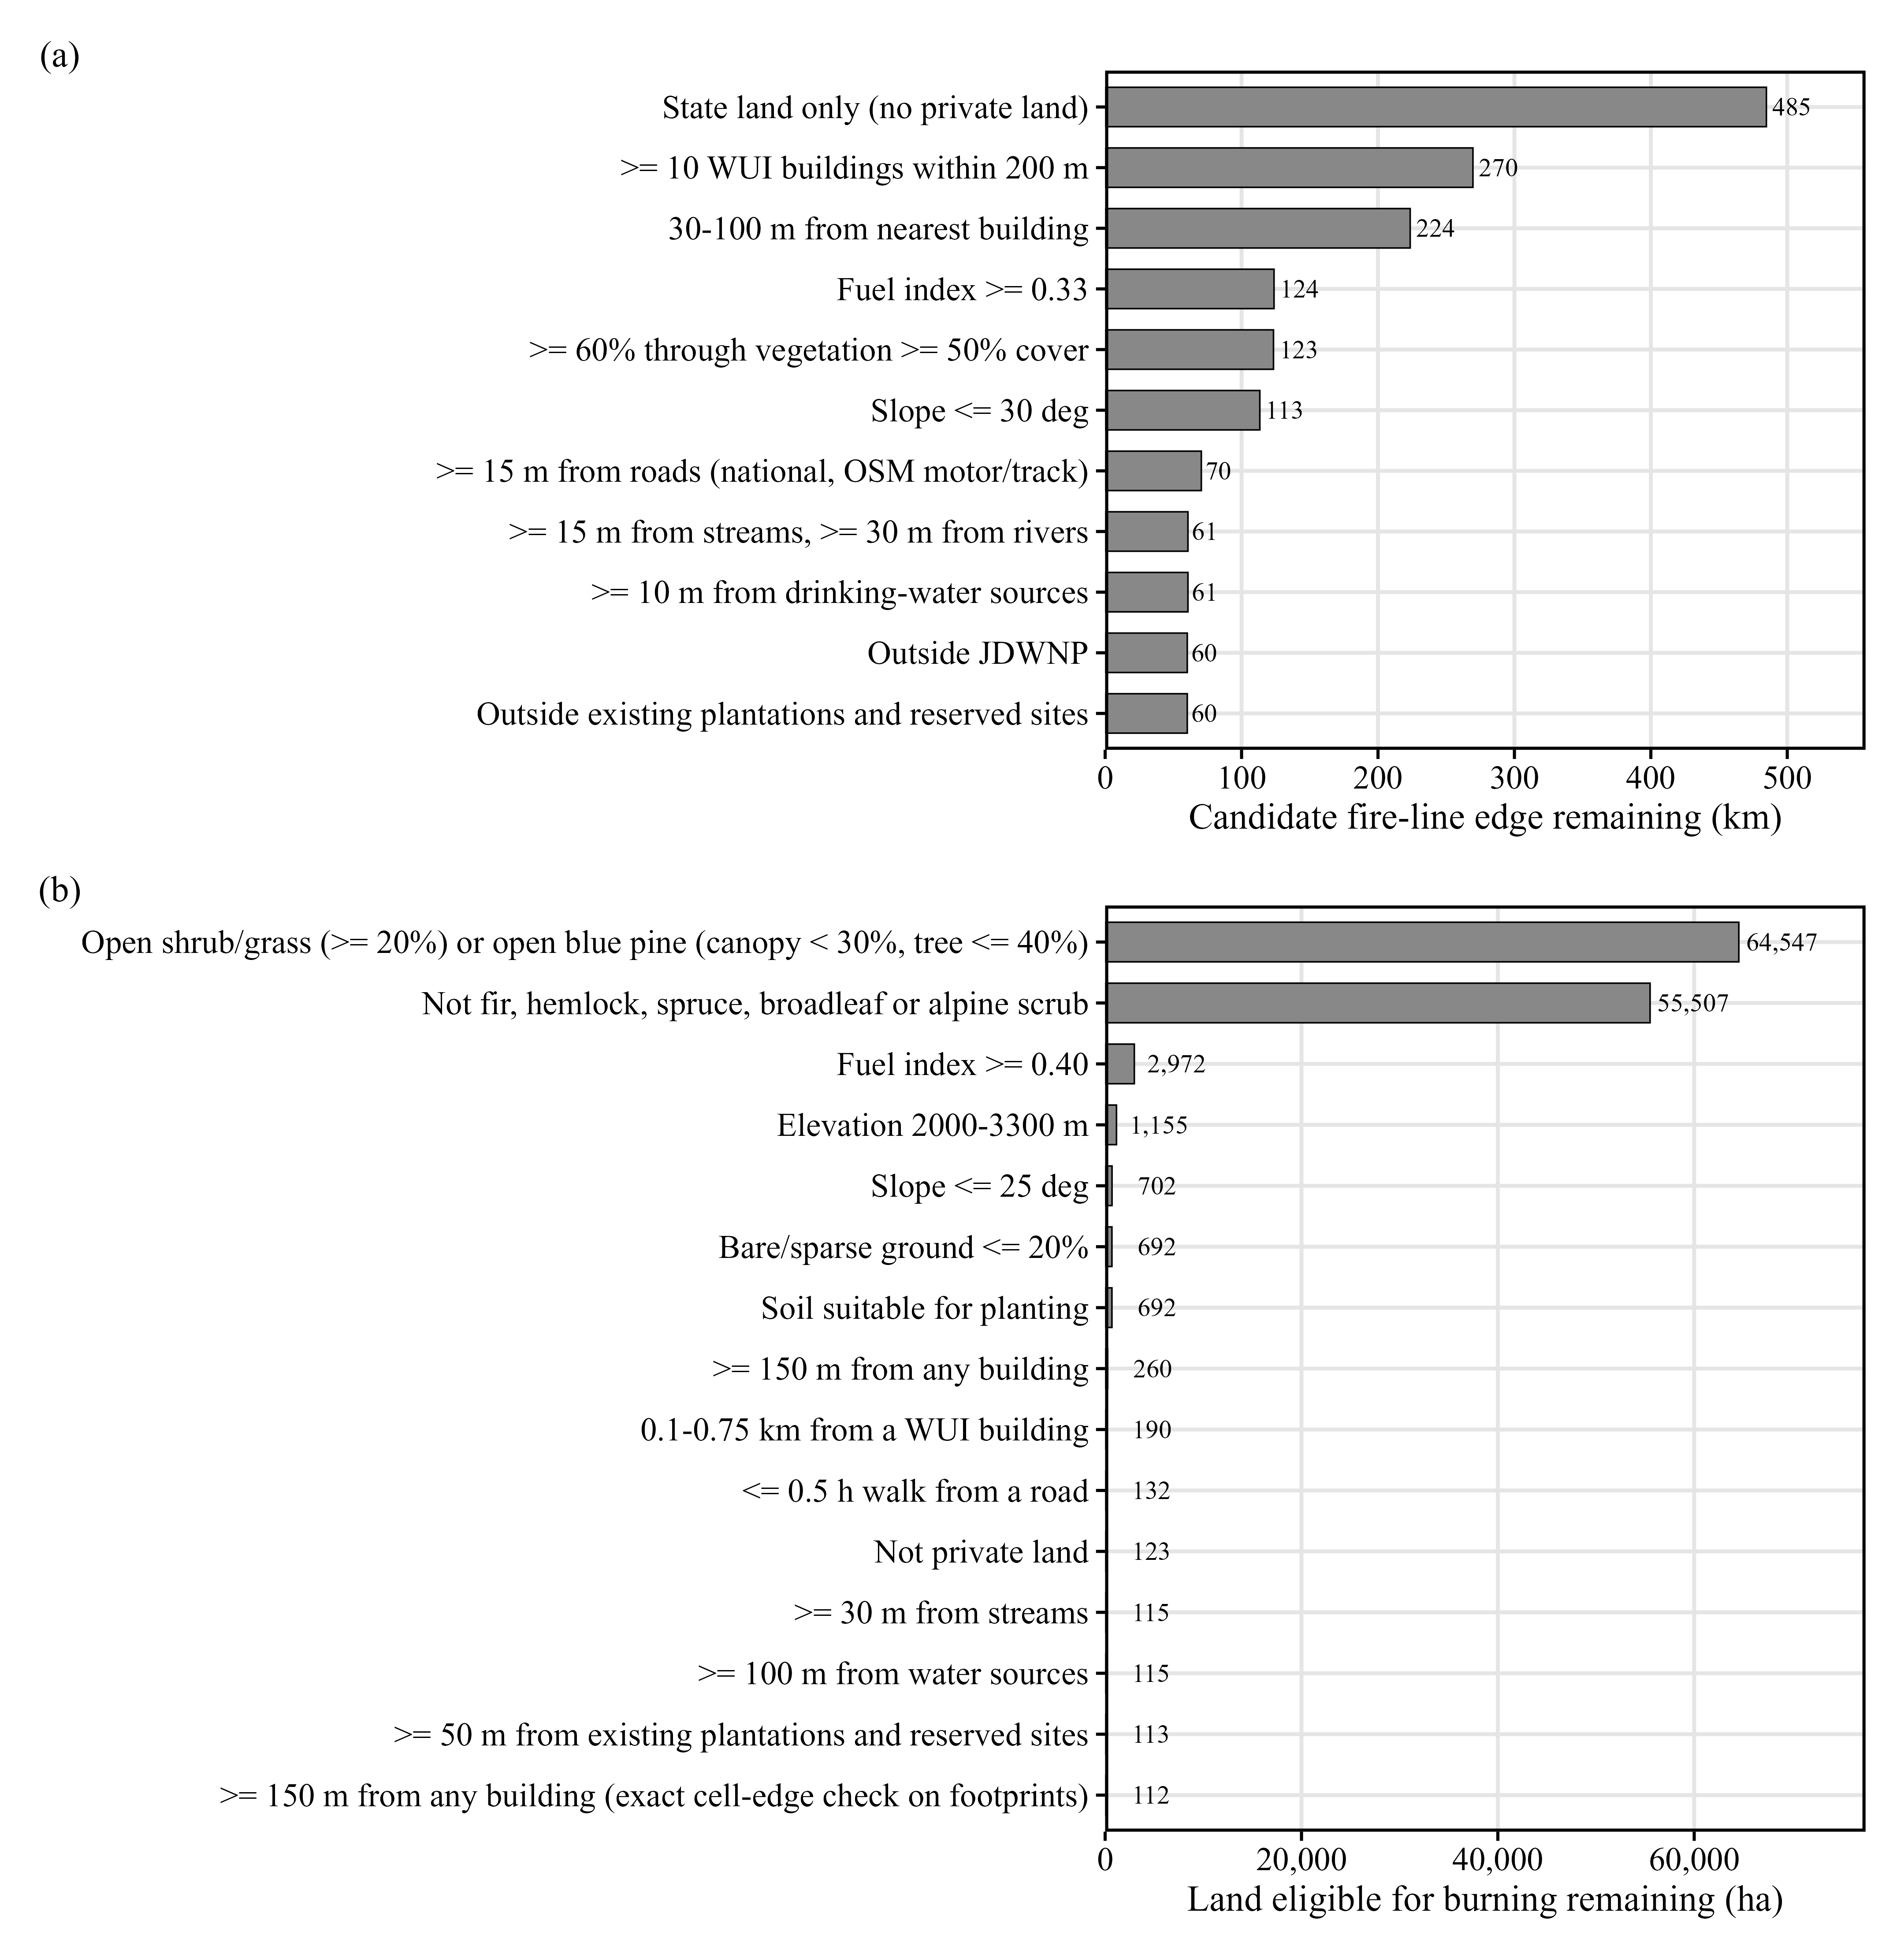 (a)
State land only (no private land) 485
>= 10 WUI buildings within 200 m 270
30-100 m from nearest building 224
Fuel index >= 0.33 124
>= 60% through vegetation >= 50% cover 123
Slope <= 30 deg 113
>= 15 m from roads (national, OSM motor/track) 70
>= 15 m from streams, >= 30 m from rivers 61
>= 10 m from drinking-water sources 61
Outside JDWNP 60
Outside existing plantations and reserved sites 60
0 100 200 300 400 500
Candidate fire-line edge remaining (km)
(b)
Open shrub/grass (>= 20%) or open blue pine (canopy < 30%, tree <= 40%) 64,547
Not fir, hemlock, spruce, broadleaf or alpine scrub 55,507
Fuel index >= 0.40 2,972
Elevation 2000-3300 m 1,155
Slope <= 25 deg 702
Bare/sparse ground <= 20% 692
Soil suitable for planting 692
>= 150 m from any building 260
0.1-0.75 km from a WUI building 190
<= 0.5 h walk from a road 132
Not private land 123
>= 30 m from streams 115
>= 100 m from water sources 115
>= 50 m from existing plantations and reserved sites 113
>= 150 m from any building (exact cell-edge check on footprints) 112
0 20,000 40,000 60,000
Land eligible for burning remaining (ha)